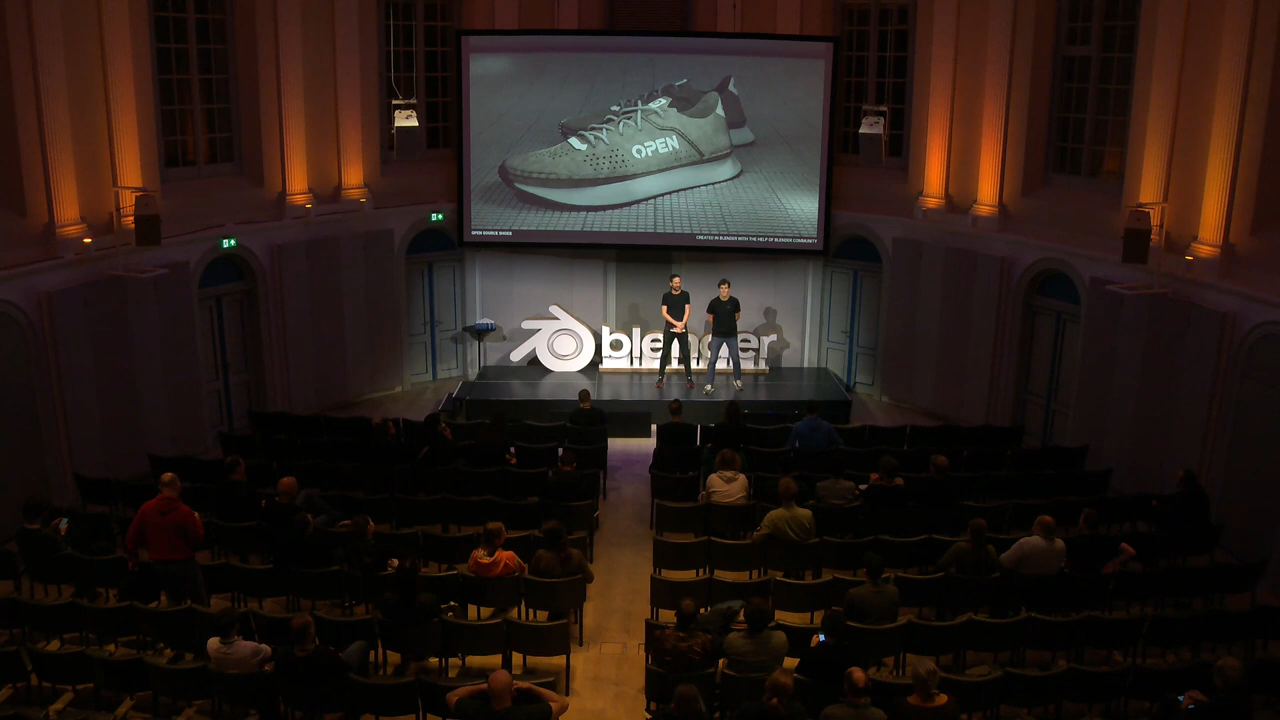 OPEN
OPEN SOURCE SHOES
CREATED IN BLENDER WITH THE HELP OF BLENDER COMMUNITY
blender